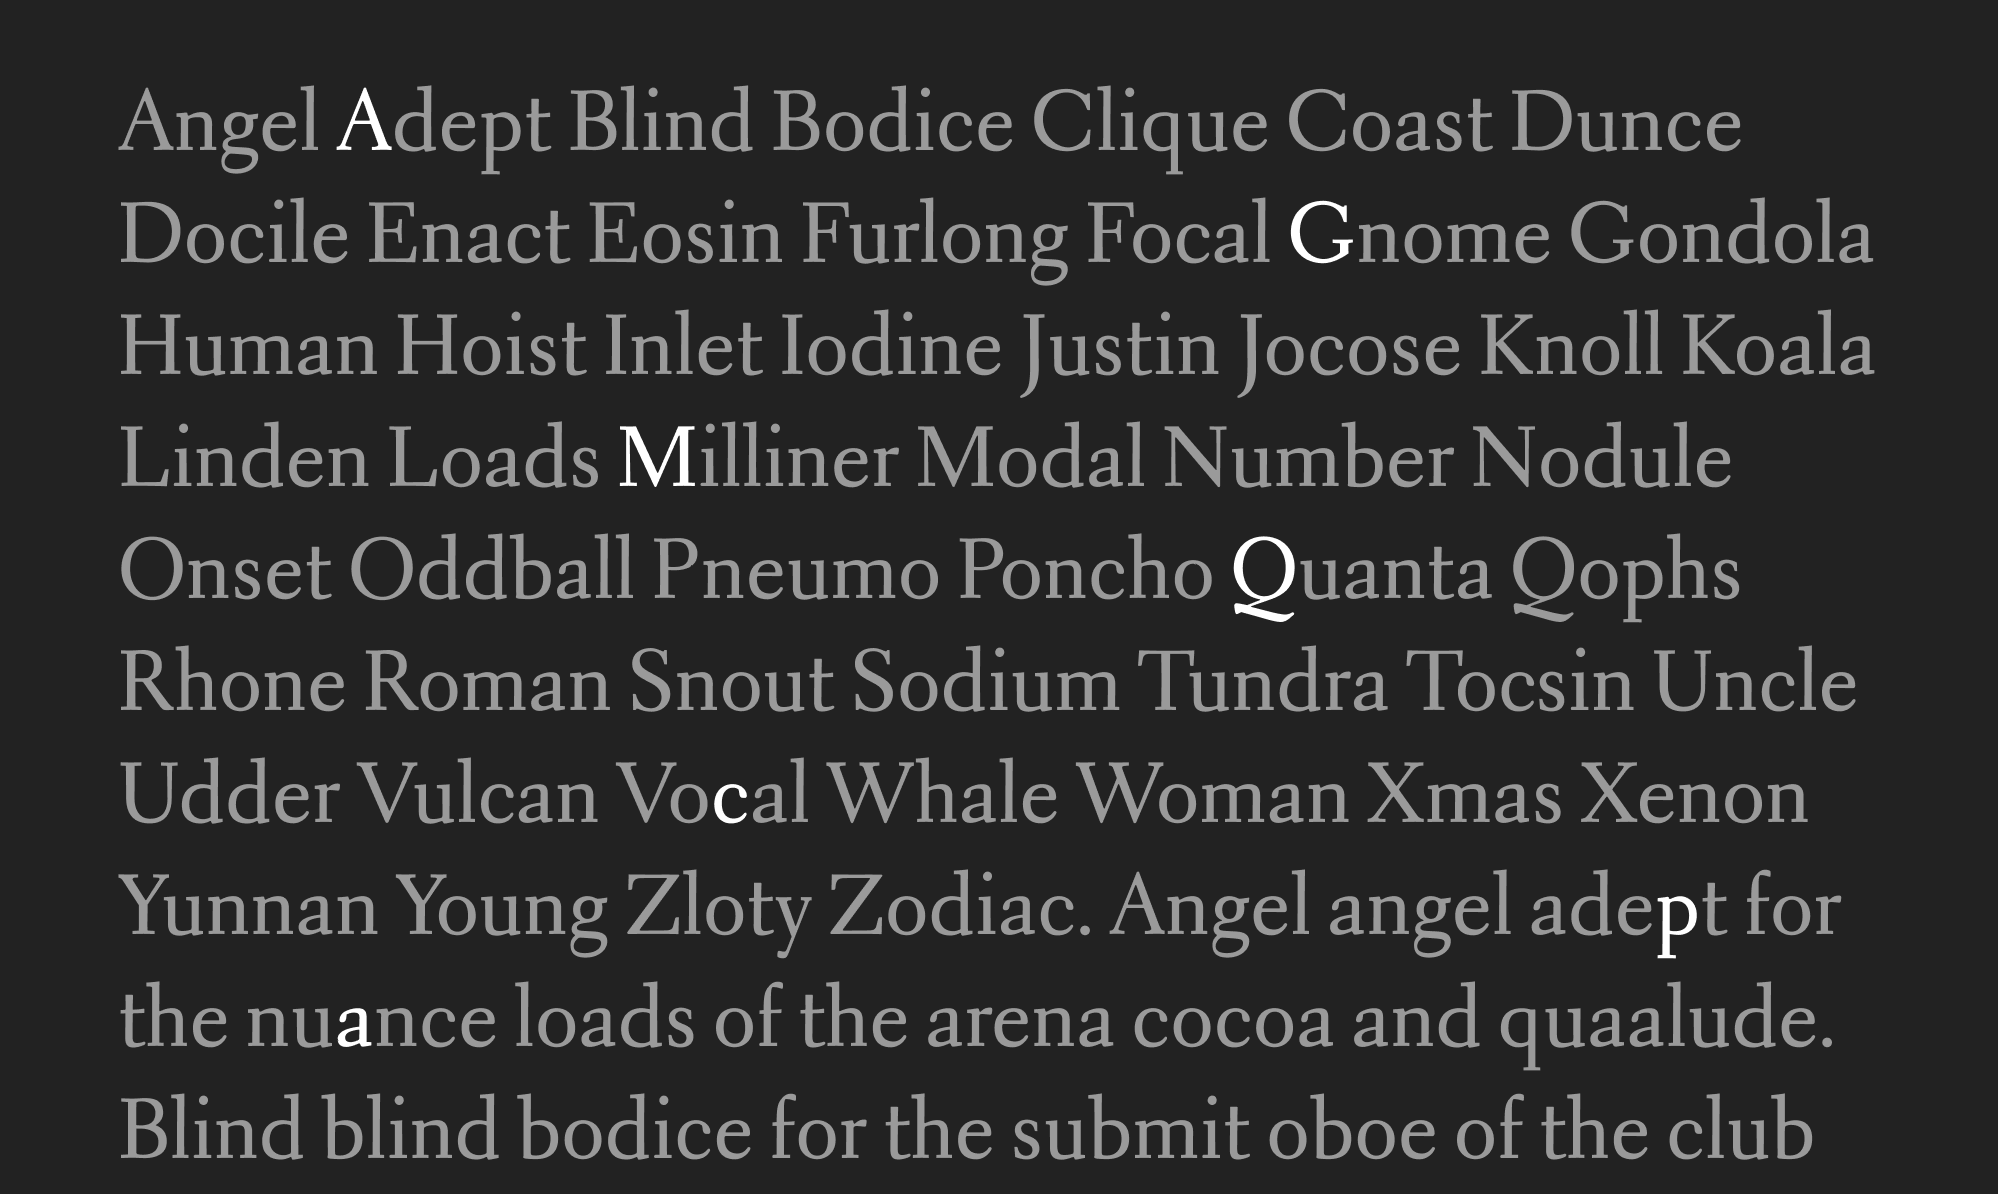 Angel Adept Blind Bodice Clique Coast Dunce
Docile Enact Eosin Furlong Focal Gnome Gondola
Human Hoist Inlet Iodine Justin Jocose Knoll Koala
Linden Loads Milliner Modal Number Nodule
Onset Oddball Pneumo Poncho Quanta Qophs
Rhone Roman Snout Sodium Tundra Tocsin Uncle
Udder Vulcan Vocal Whale Woman Xmas Xenon
Yunnan Young Zloty Zodiac. Angel angel adept for
the nuance loads of the arena cocoa and quaalude.
Blind blind bodice for the submit oboe of the club